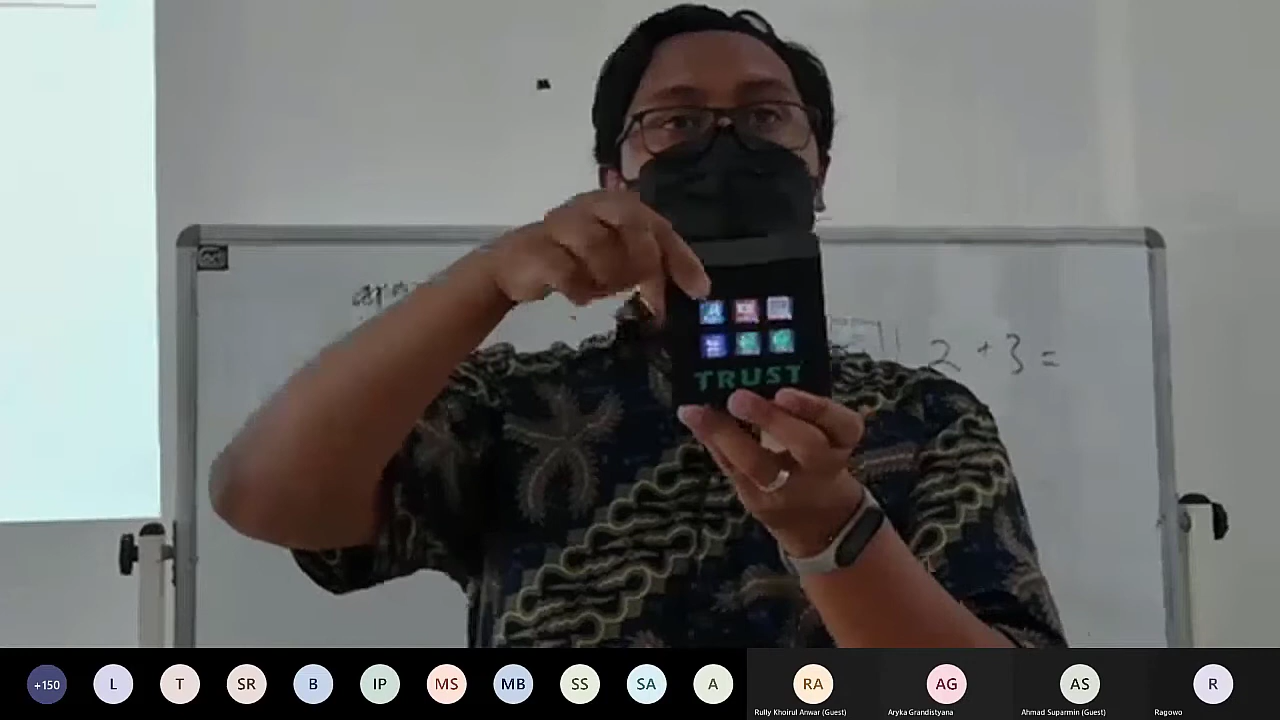 2 + 3 =
TRUST
+150
L
T
SR
B
IP
MS
MB
SS
SA
A
RA
AG
AS
R
Rully Khoirul Anwar (Guest)
Aryka Grandistyana
Ahmad Suparmin (Guest)
Ragowo